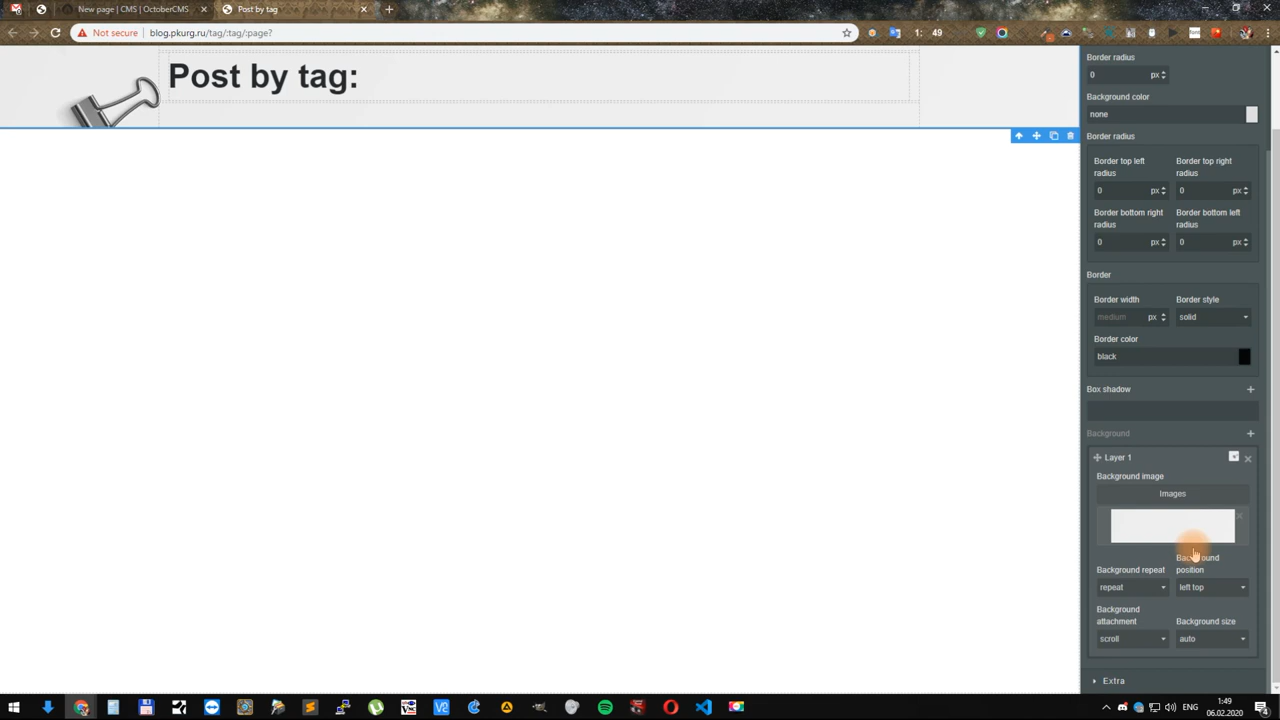 New page | CMS | OctoberCMS
Post by tag
Not secure
blog.pkurg.ru/tag/:tag/:page?
1: 49
Post by tag:
Border radius
0 px
Background color
none
Border radius
Border top left radius
Border top right radius
0 px
0 px
Border bottom right radius
Border bottom left radius
0 px
0 px
Border
Border width
Border style
medium px
solid
Border color
black
Box shadow
Background
Layer 1
Background image
Images
Background repeat
Background position
repeat
left top
Background attachment
Background size
scroll
auto
Extra
ENG
1:49
06.02.2020